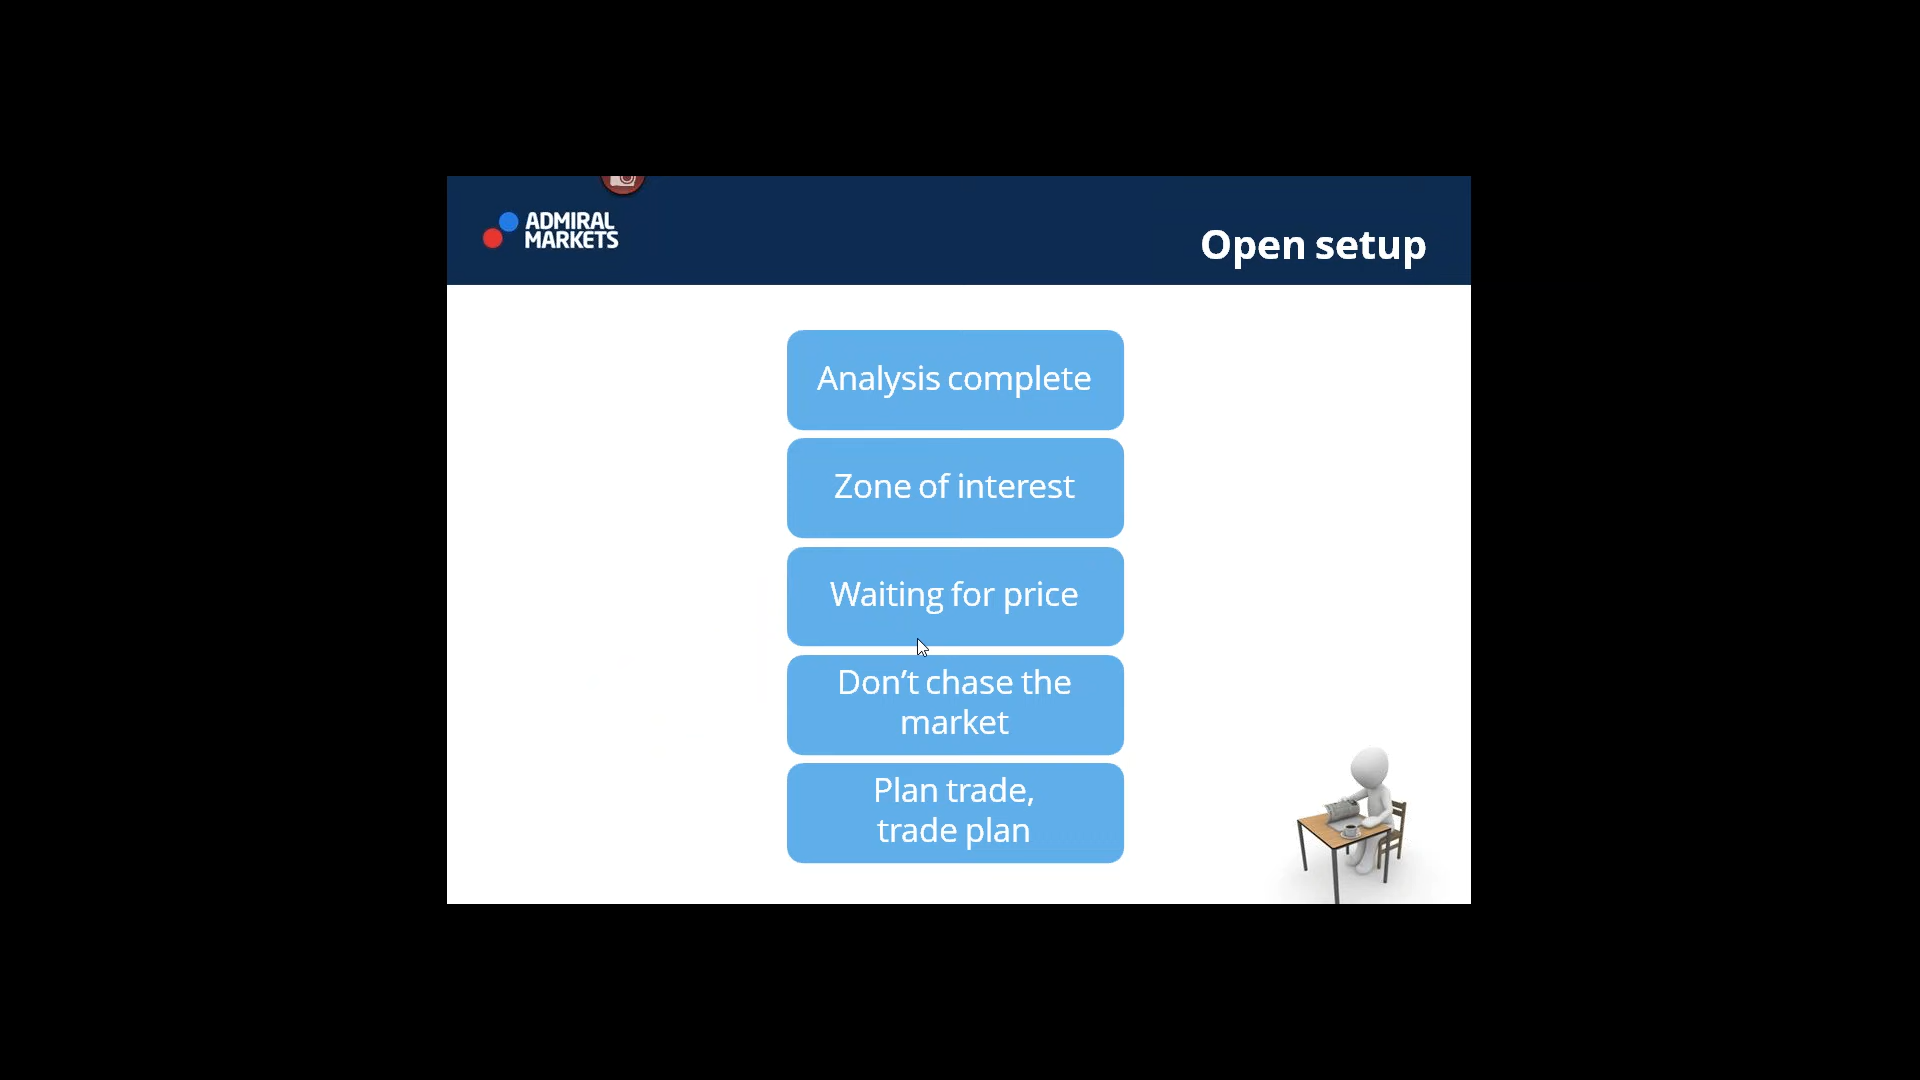 ADMIRAL
MARKETS
Open setup
Analysis complete
Zone of interest
Waiting for price
Don’t chase the
market
Plan trade,
trade plan